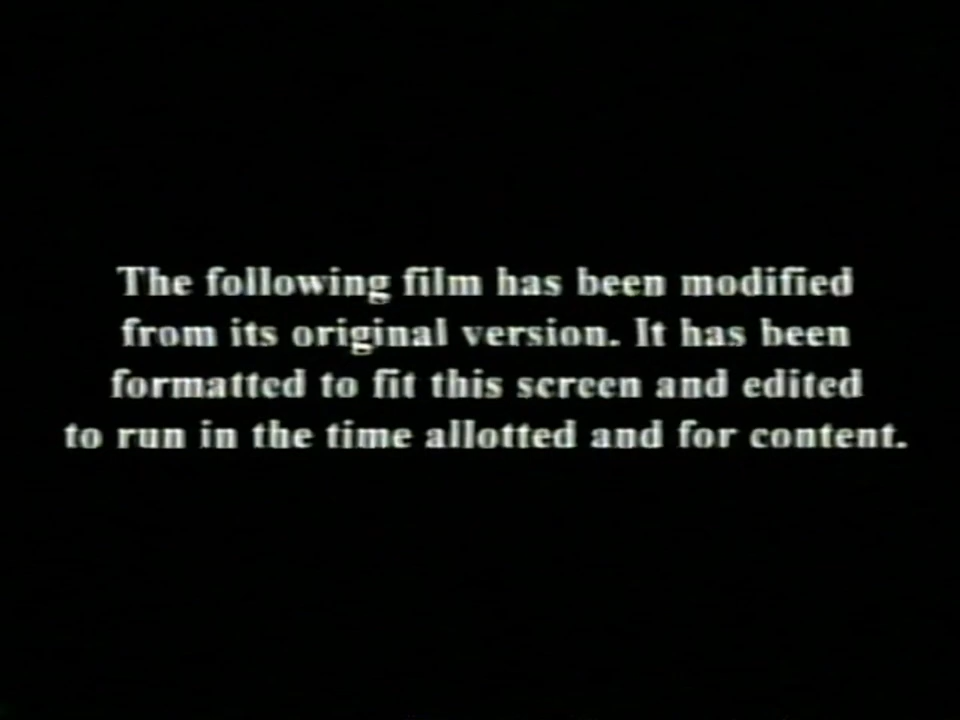 The following film has been modified
from its original version. It has been
formatted to fit this screen and edited
to run in the time allotted and for content.